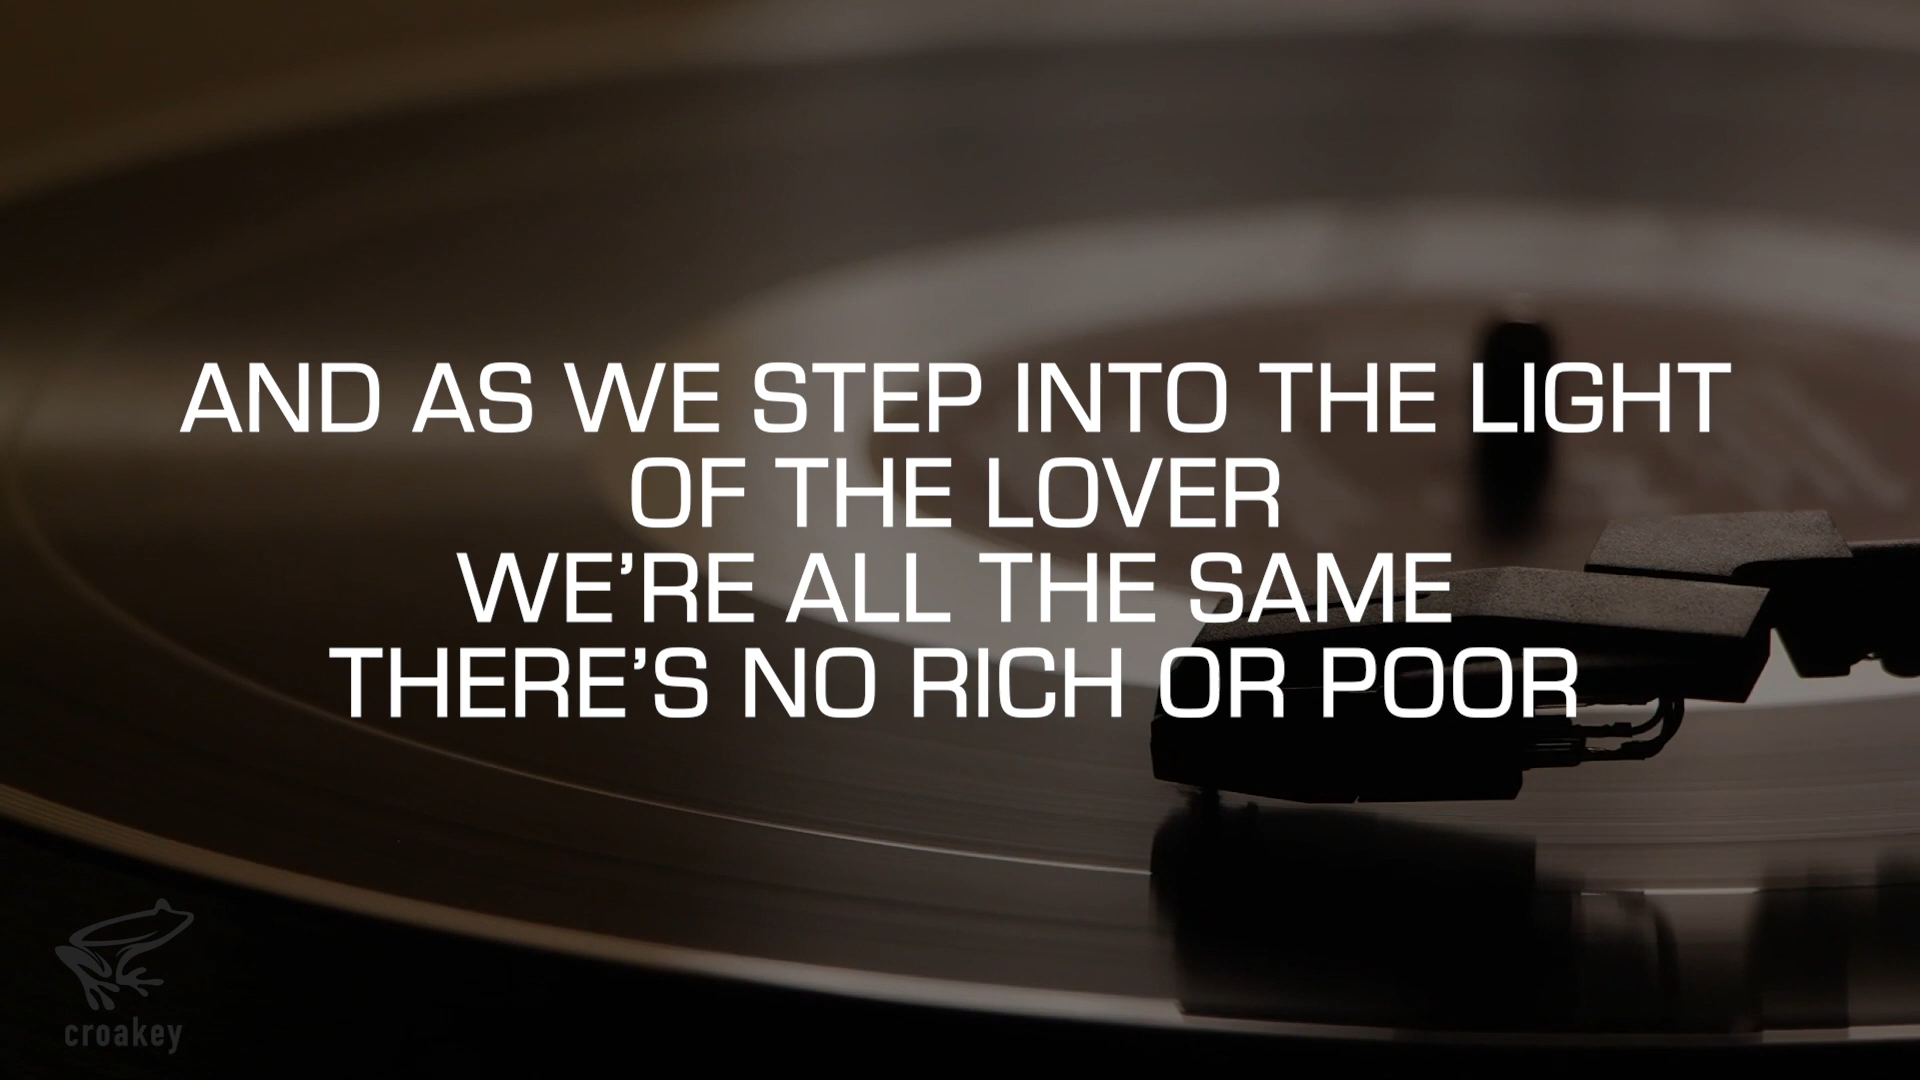 AND AS WE STEP INTO THE LIGHT
OF THE LOVER
WE'RE ALL THE SAME
THERE'S NO RICH OR POOR
croakey